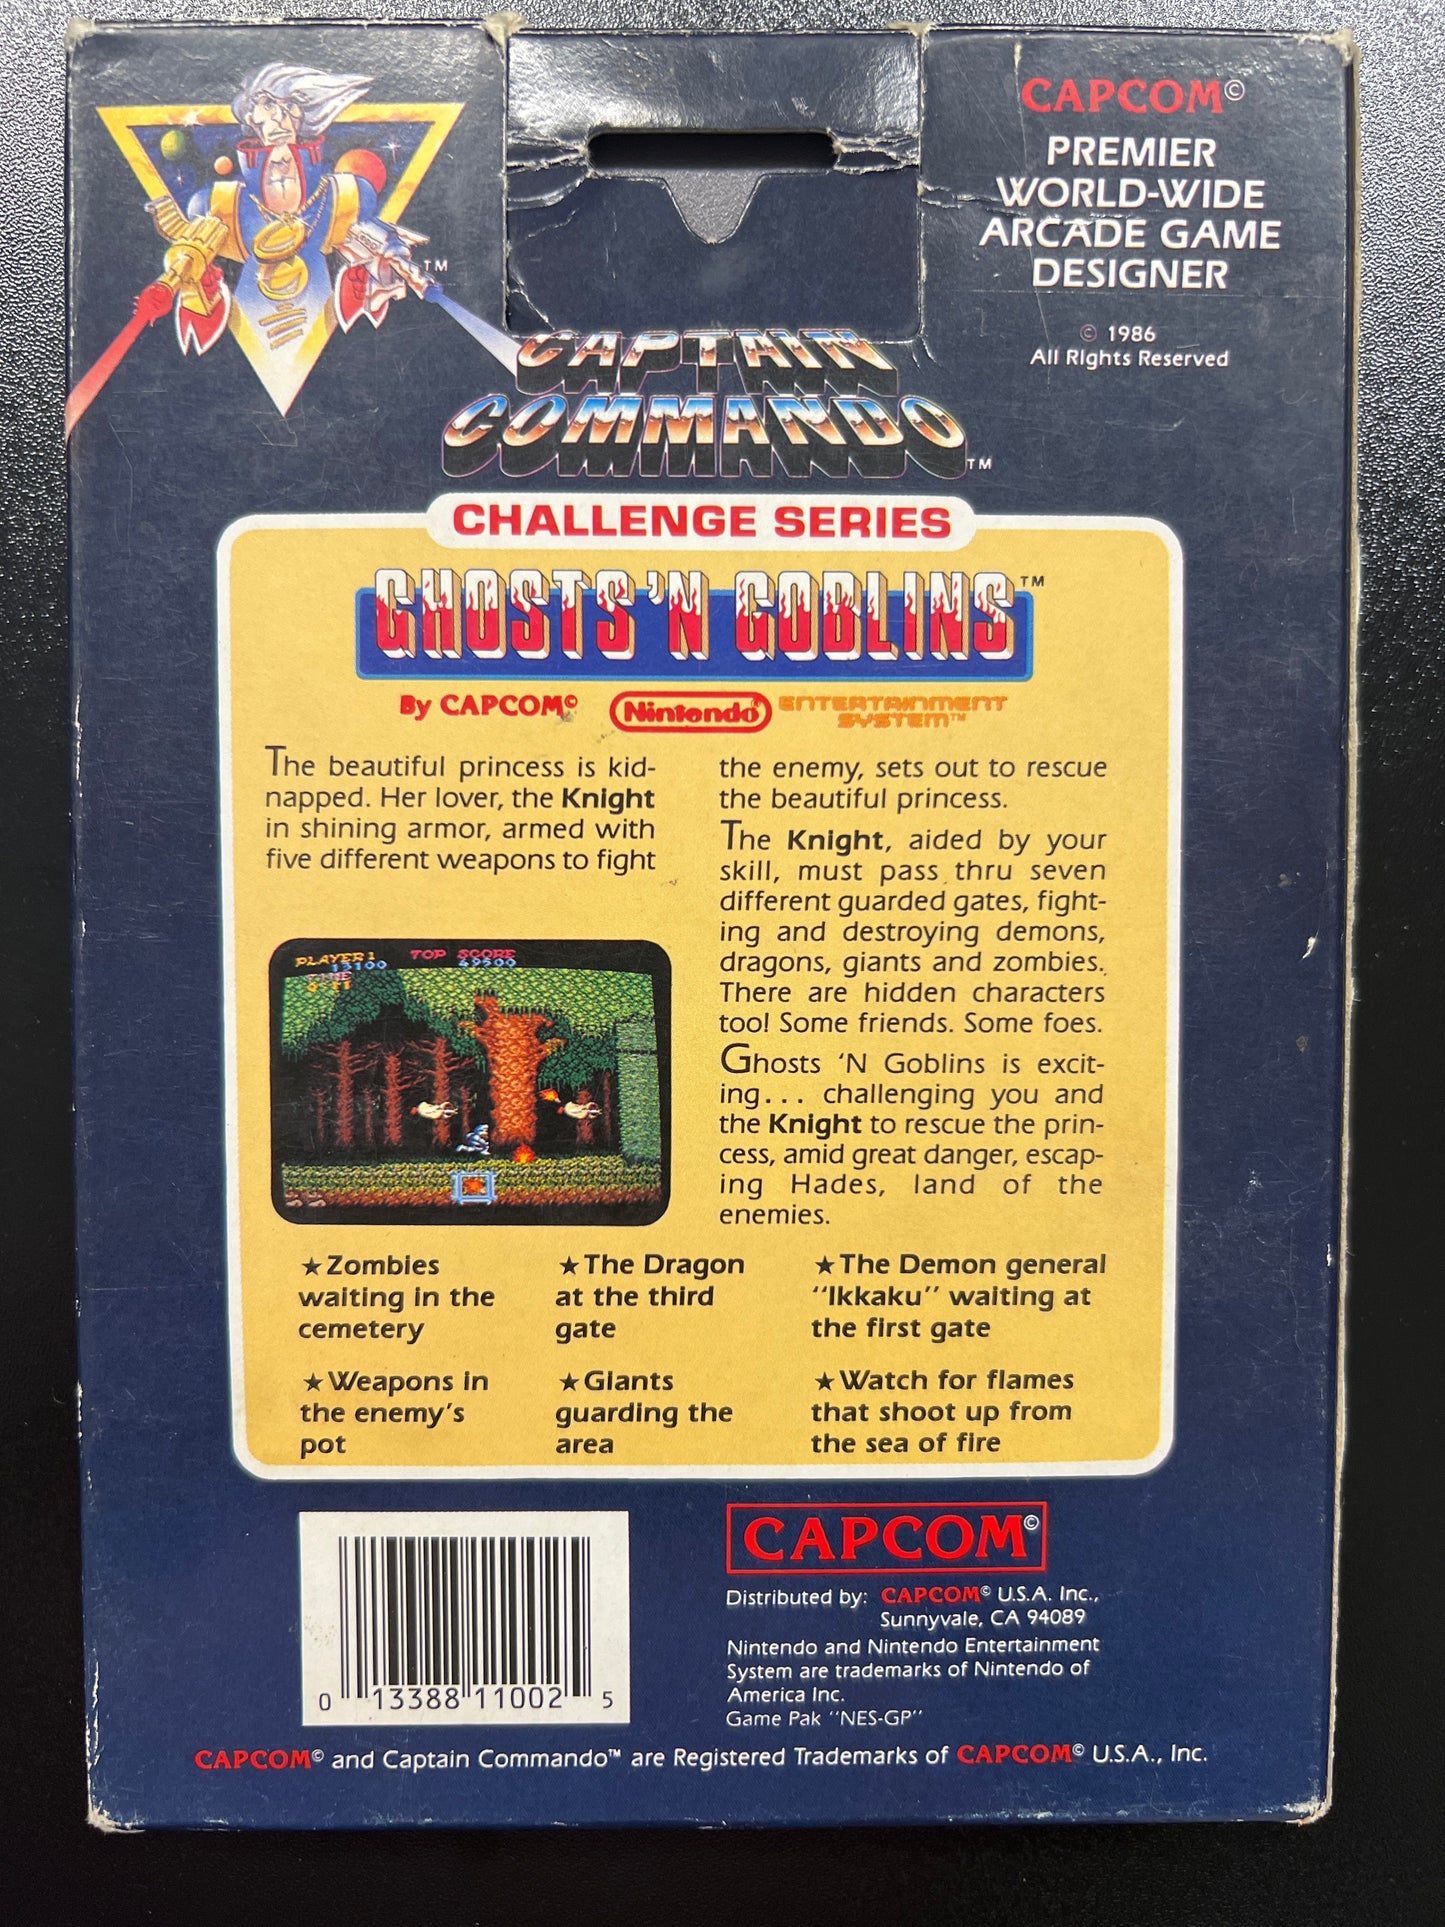 CAPCOM©
PREMIER
WORLD-WIDE
ARCADE GAME
DESIGNER
© 1986
All Rights Reserved
TM
CAPTAIN
COMMANDO™
CHALLENGE SERIES
GHOSTS 'N GOBLINS™
By CAPCOM© Nintendo® ENTERTAINMENT
SYSTEM™
The beautiful princess is kid-
napped. Her lover, the Knight
in shining armor, armed with
five different weapons to fight
the enemy, sets out to rescue
the beautiful princess.
The Knight, aided by your
skill, must pass thru seven
different guarded gates, fight-
ing and destroying demons,
dragons, giants and zombies.
There are hidden characters
too! Some friends. Some foes.
Ghosts 'N Goblins is excit-
ing... challenging you and
the Knight to rescue the prin-
cess, amid great danger, escap-
ing Hades, land of the
enemies.
PLAYER 1 TOP SCORE
13100 49500
TIME
★Zombies
waiting in the
cemetery
★The Dragon
at the third
gate
★The Demon general
"Ikkaku" waiting at
the first gate
★Weapons in
the enemy's
pot
★Giants
guarding the
area
★Watch for flames
that shoot up from
the sea of fire
0 13388 11002 5
CAPCOM©
Distributed by: CAPCOM© U.S.A. Inc.,
Sunnyvale, CA 94089
Nintendo and Nintendo Entertainment
System are trademarks of Nintendo of
America Inc.
Game Pak "NES-GP"
CAPCOM© and Captain Commando™ are Registered Trademarks of CAPCOM© U.S.A., Inc.